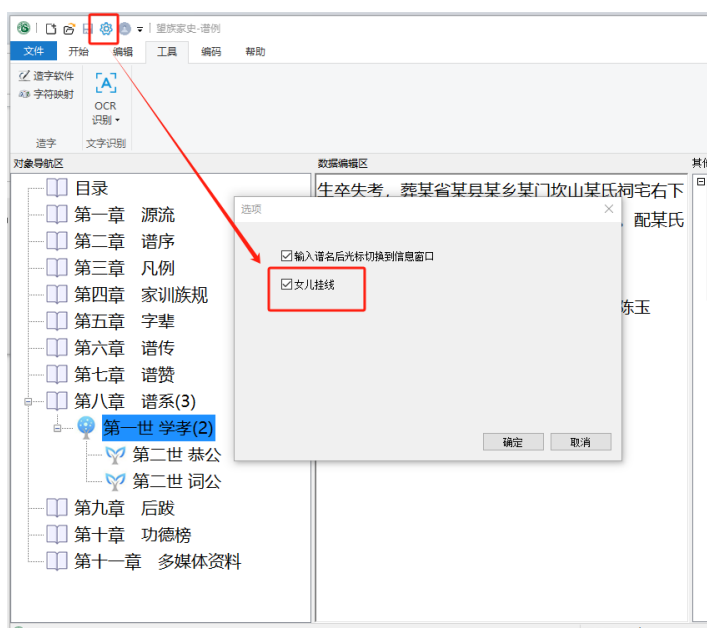 望族家史-谱例
文件 开始 编辑 工具 编码 帮助
造字软件
字符映射
OCR
识别
造字 文字识别
对象导航区
目录
第一章 源流
第二章 谱序
第三章 凡例
第四章 家训族规
第五章 字辈
第六章 谱传
第七章 谱赞
第八章 谱系(3)
第一世 学孝(2)
第二世 恭公
第二世 词公
第九章 后跋
第十章 功德榜
第十一章 多媒体资料
数据编辑区
生卒失考，葬某省某县某乡某门坎山某氏祠宅右下
配某氏
陈玉
选项
输入谱名后光标切换到信息窗口
女儿挂线
确定 取消